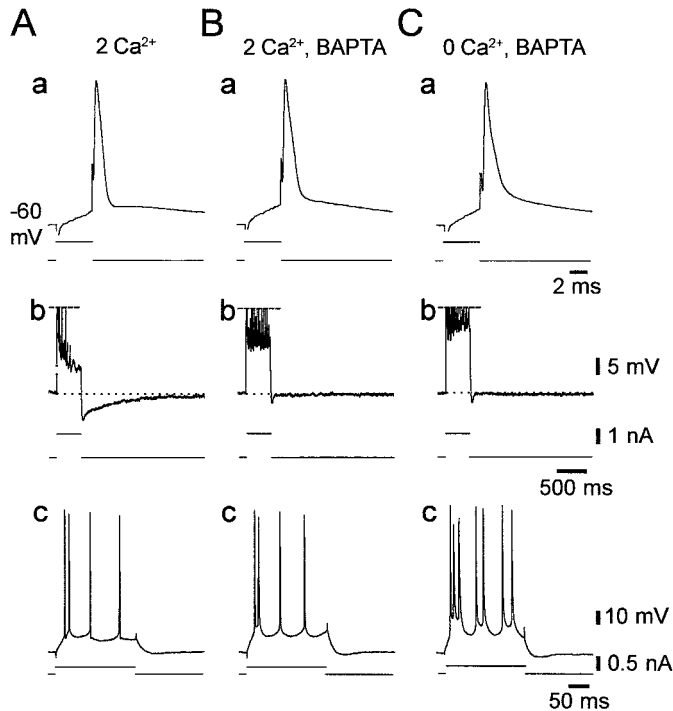 A B C
2 Ca²⁺ 2 Ca²⁺, BAPTA 0 Ca²⁺, BAPTA
a a a
-60
mV
2 ms
b b b
5 mV
1 nA
500 ms
c c c
10 mV
0.5 nA
50 ms